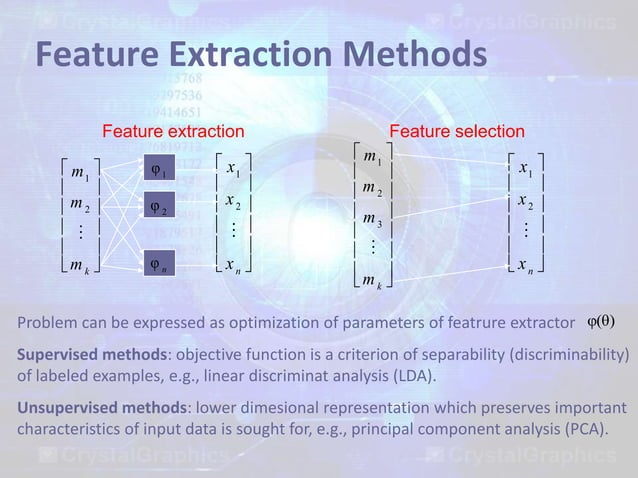 CrystalGraphics CrystalGraphics
Feature Extraction Methods
Feature extraction Feature selection
m1
m2
⋮
mk
φ1
φ2
φn
x1
x2
⋮
xn
m1
m2
m3
⋮
mk
x1
x2
⋮
xn
Problem can be expressed as optimization of parameters of featrure extractor φ(θ)
Supervised methods: objective function is a criterion of separability (discriminability)
of labeled examples, e.g., linear discriminat analysis (LDA).
Unsupervised methods: lower dimesional representation which preserves important
characteristics of input data is sought for, e.g., principal component analysis (PCA).
CrystalGraphics CrystalGraphics